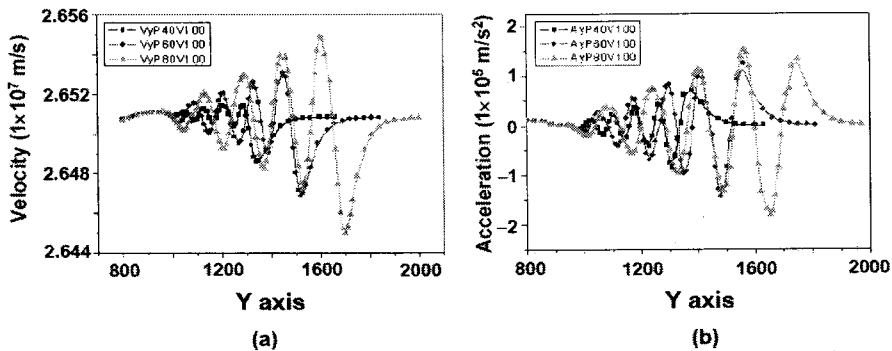 2.656
VyP40V100
VyP60V100
VyP80V100
2.652
2.648
2.644
Velocity (1×10⁷ m/s)
800 1200 1600 2000
Y axis
(a)
2
AyP40V100
AyP60V100
AyP80V100
1
0
−1
−2
Acceleration (1×10⁵ m/s²)
800 1200 1600 2000
Y axis
(b)